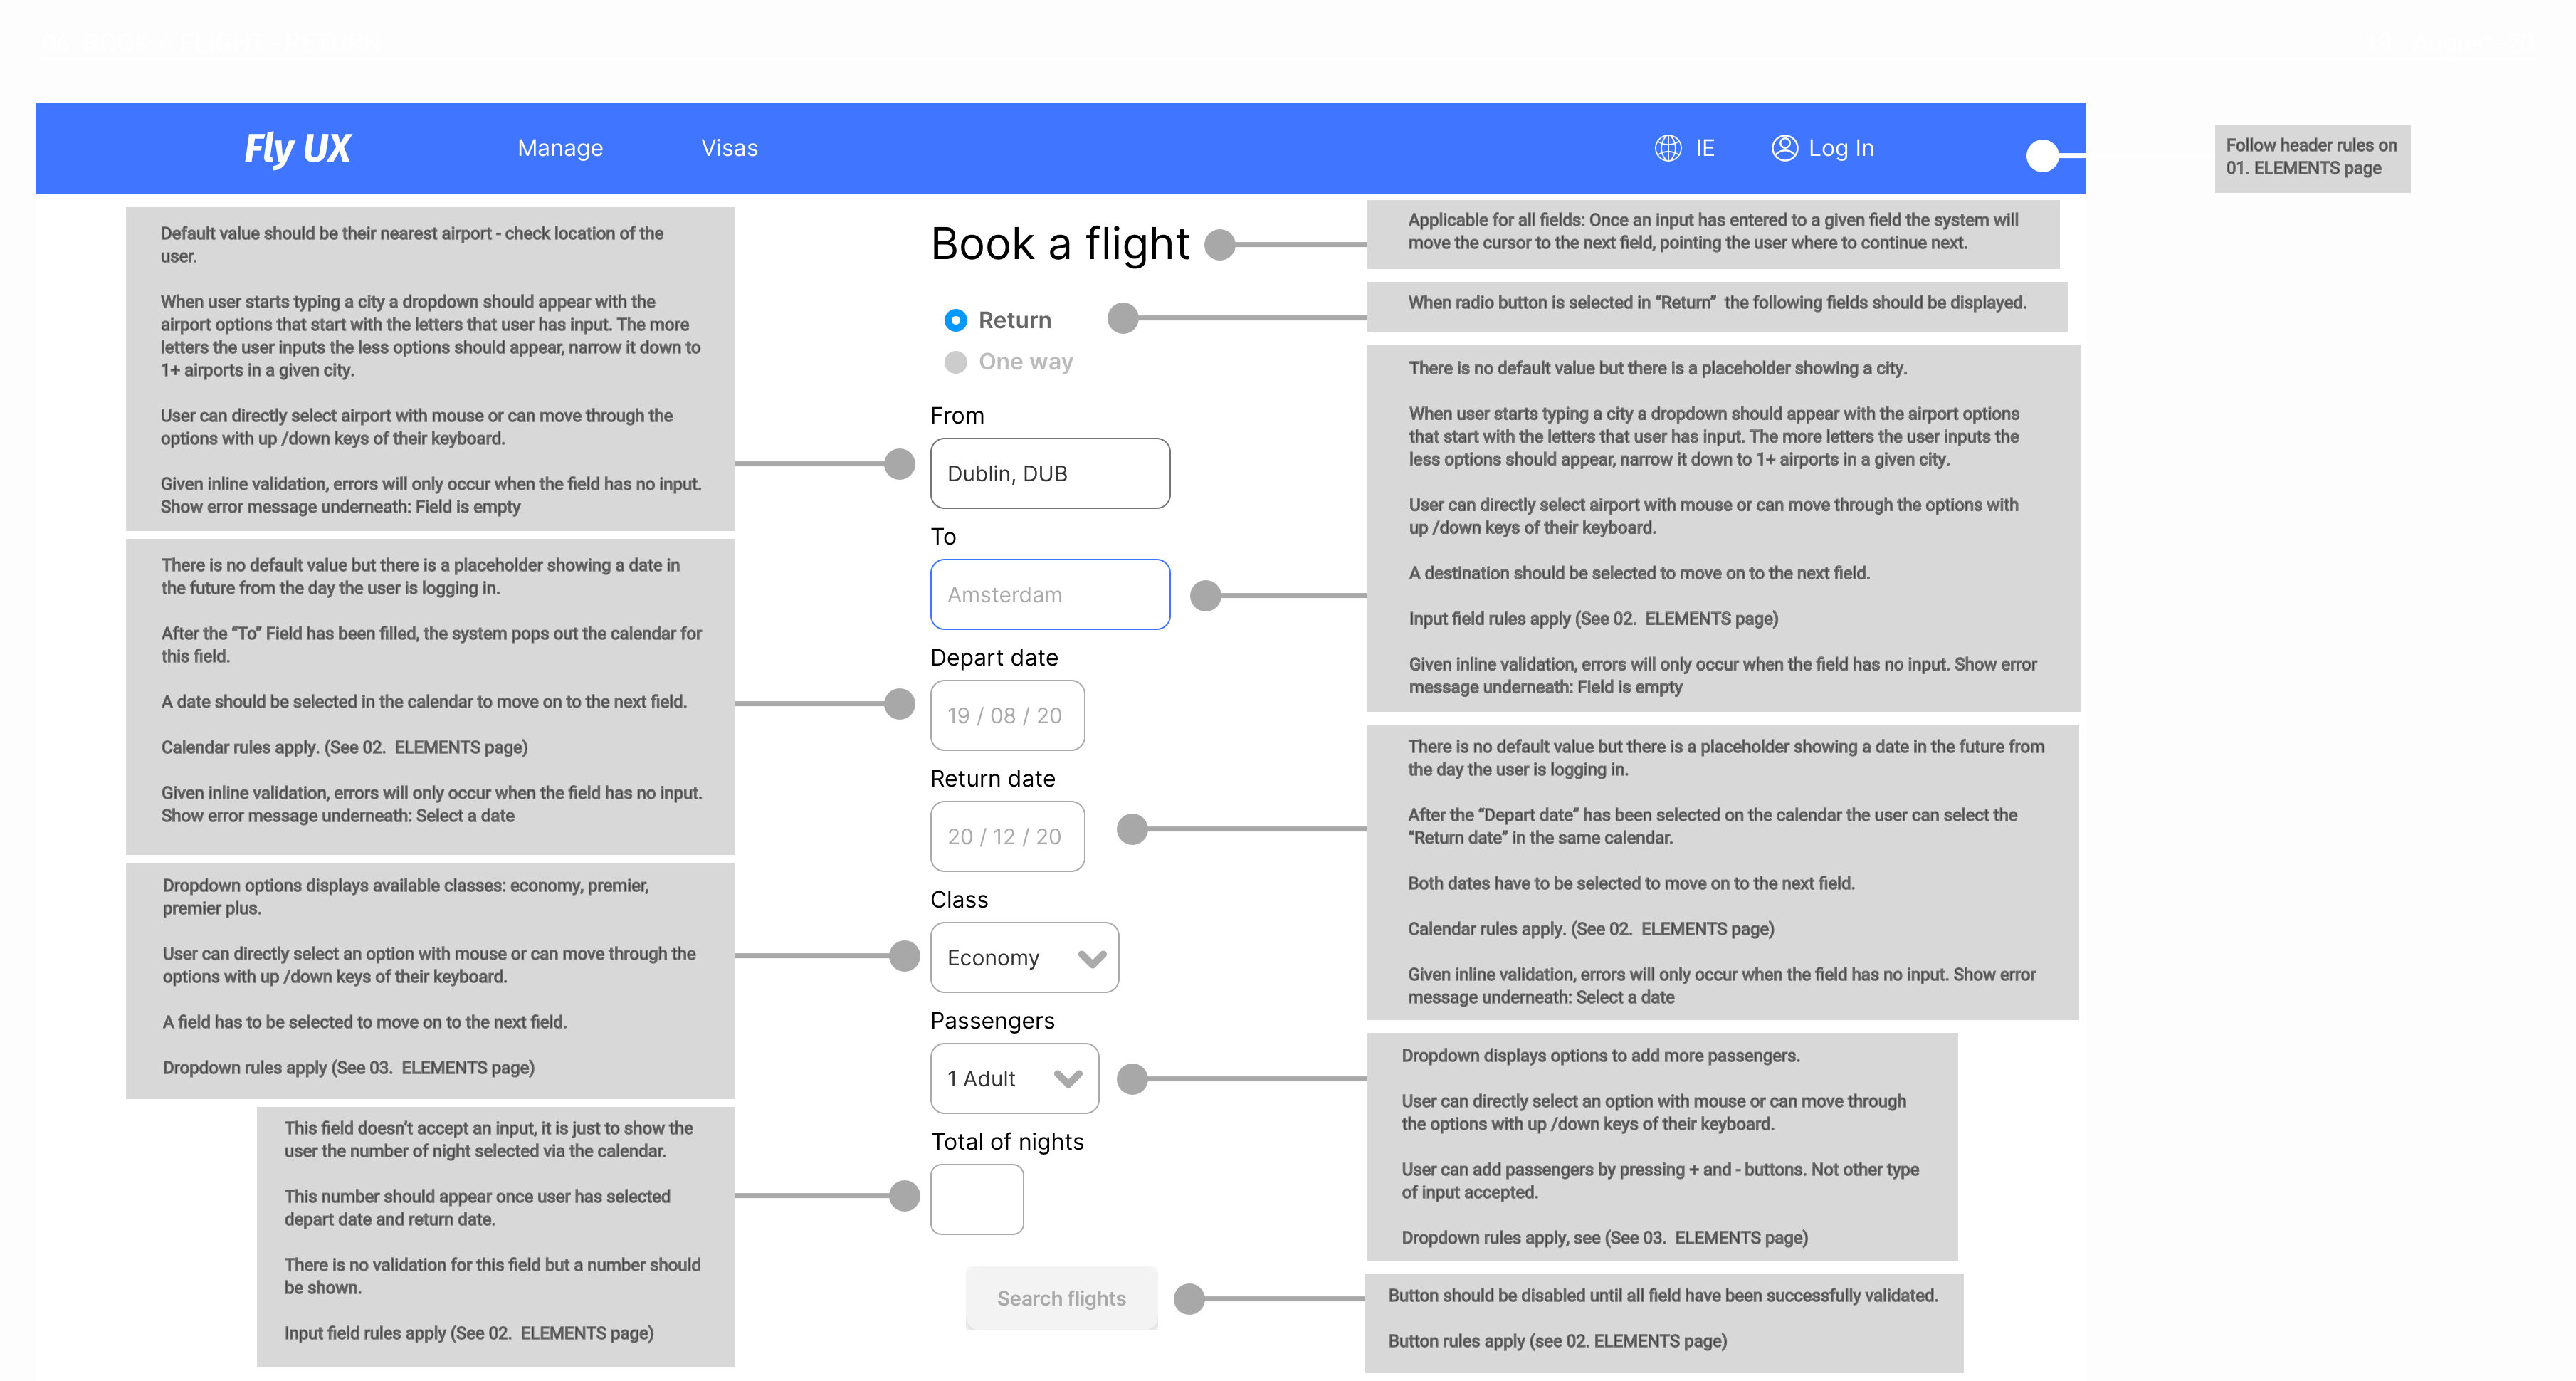 Fly UX
Manage
Visas
IE
Log In
Follow header rules on
01. ELEMENTS page
Default value should be their nearest airport - check location of the
user.
When user starts typing a city a dropdown should appear with the
airport options that start with the letters that user has input. The more
letters the user inputs the less options should appear, narrow it down to
1+ airports in a given city.
User can directly select airport with mouse or can move through the
options with up /down keys of their keyboard.
Given inline validation, errors will only occur when the field has no input.
Show error message underneath: Field is empty
There is no default value but there is a placeholder showing a date in
the future from the day the user is logging in.
After the “To” Field has been filled, the system pops out the calendar for
this field.
A date should be selected in the calendar to move on to the next field.
Calendar rules apply. (See 02. ELEMENTS page)
Given inline validation, errors will only occur when the field has no input.
Show error message underneath: Select a date
Dropdown options displays available classes: economy, premier,
premier plus.
User can directly select an option with mouse or can move through the
options with up /down keys of their keyboard.
A field has to be selected to move on to the next field.
Dropdown rules apply (See 03. ELEMENTS page)
This field doesn’t accept an input, it is just to show the
user the number of night selected via the calendar.
This number should appear once user has selected
depart date and return date.
There is no validation for this field but a number should
be shown.
Input field rules apply (See 02. ELEMENTS page)
Book a flight
Return
One way
From
Dublin, DUB
To
Amsterdam
Depart date
19 / 08 / 20
Return date
20 / 12 / 20
Class
Economy
Passengers
1 Adult
Total of nights
Search flights
Applicable for all fields: Once an input has entered to a given field the system will
move the cursor to the next field, pointing the user where to continue next.
When radio button is selected in “Return” the following fields should be displayed.
There is no default value but there is a placeholder showing a city.
When user starts typing a city a dropdown should appear with the airport options
that start with the letters that user has input. The more letters the user inputs the
less options should appear, narrow it down to 1+ airports in a given city.
User can directly select airport with mouse or can move through the options with
up /down keys of their keyboard.
A destination should be selected to move on to the next field.
Input field rules apply (See 02. ELEMENTS page)
Given inline validation, errors will only occur when the field has no input. Show error
message underneath: Field is empty
There is no default value but there is a placeholder showing a date in the future from
the day the user is logging in.
After the “Depart date” has been selected on the calendar the user can select the
“Return date” in the same calendar.
Both dates have to be selected to move on to the next field.
Calendar rules apply. (See 02. ELEMENTS page)
Given inline validation, errors will only occur when the field has no input. Show error
message underneath: Select a date
Dropdown displays options to add more passengers.
User can directly select an option with mouse or can move through
the options with up /down keys of their keyboard.
User can add passengers by pressing + and - buttons. Not other type
of input accepted.
Dropdown rules apply, see (See 03. ELEMENTS page)
Button should be disabled until all field have been successfully validated.
Button rules apply (see 02. ELEMENTS page)